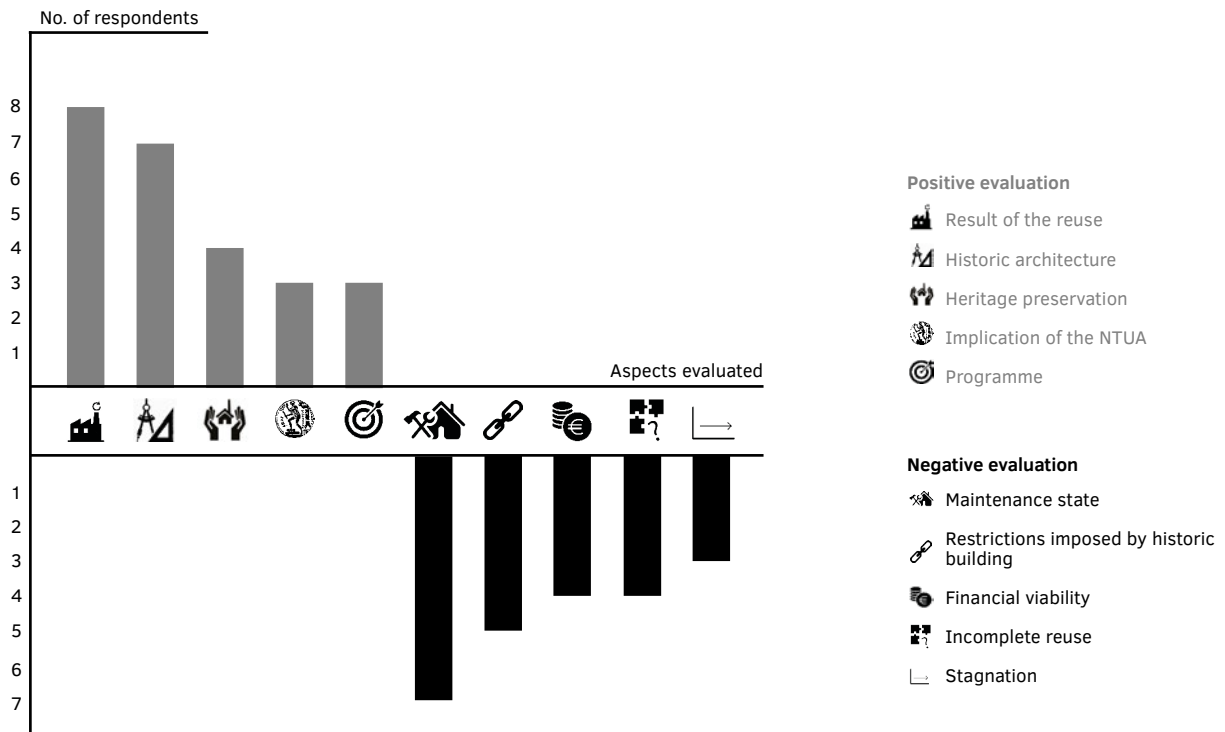 No. of respondents
8
7
6
5
4
3
2
1
Aspects evaluated
1
2
3
4
5
6
7
Positive evaluation
Result of the reuse
Historic architecture
Heritage preservation
Implication of the NTUA
Programme
Negative evaluation
Maintenance state
Restrictions imposed by historic
building
Financial viability
Incomplete reuse
Stagnation